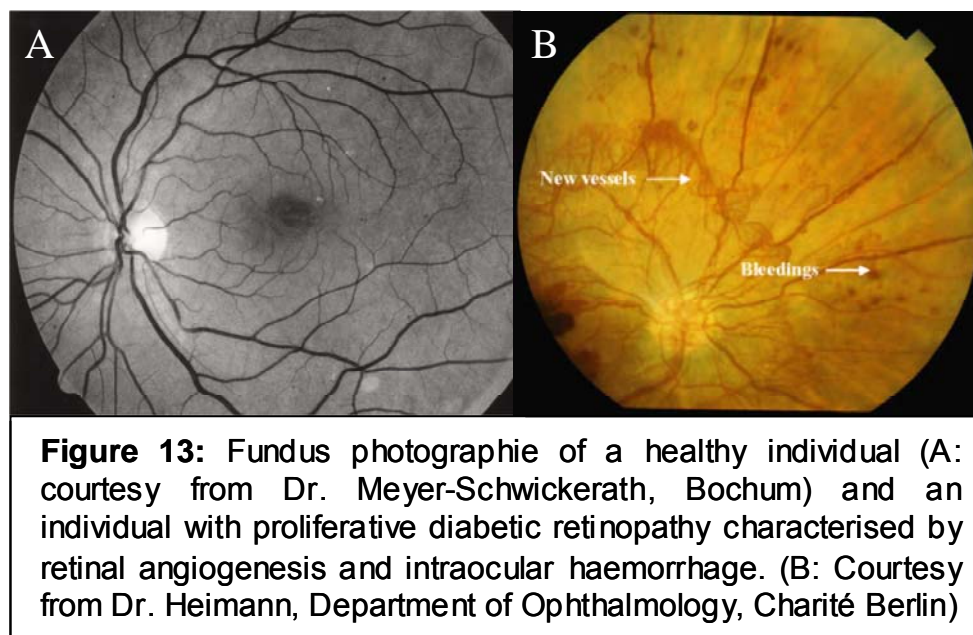 A
B
New vessels
Bleedings
Figure 13: Fundus photographie of a healthy individual (A:
courtesy from Dr. Meyer-Schwickerath, Bochum) and an
individual with proliferative diabetic retinopathy characterised by
retinal angiogenesis and intraocular haemorrhage. (B: Courtesy
from Dr. Heimann, Department of Ophthalmology, Charité Berlin)